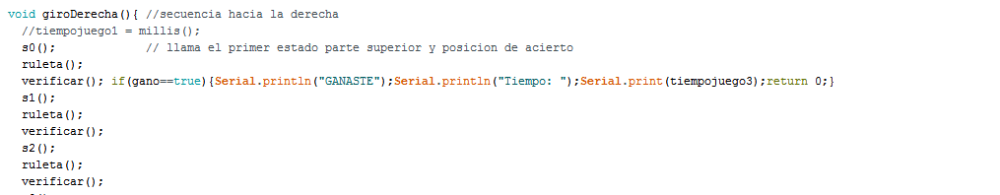 void giroDerecha(){ //secuencia hacia la derecha
//tiempojuego1 = millis();
s0(); // llama el primer estado parte superior y posicion de acierto
ruleta();
verificar(); if(gano==true){Serial.println("GANASTE");Serial.println("Tiempo: ");Serial.print(tiempojuego3);return 0;}
s1();
ruleta();
verificar();
s2();
ruleta();
verificar();